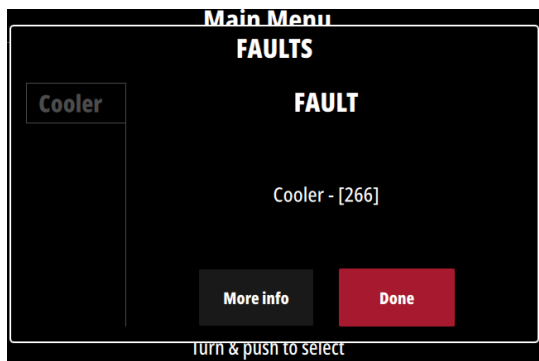 Main Menu
FAULTS
Cooler
FAULT
Cooler - [266]
More info
Done
Turn & push to select